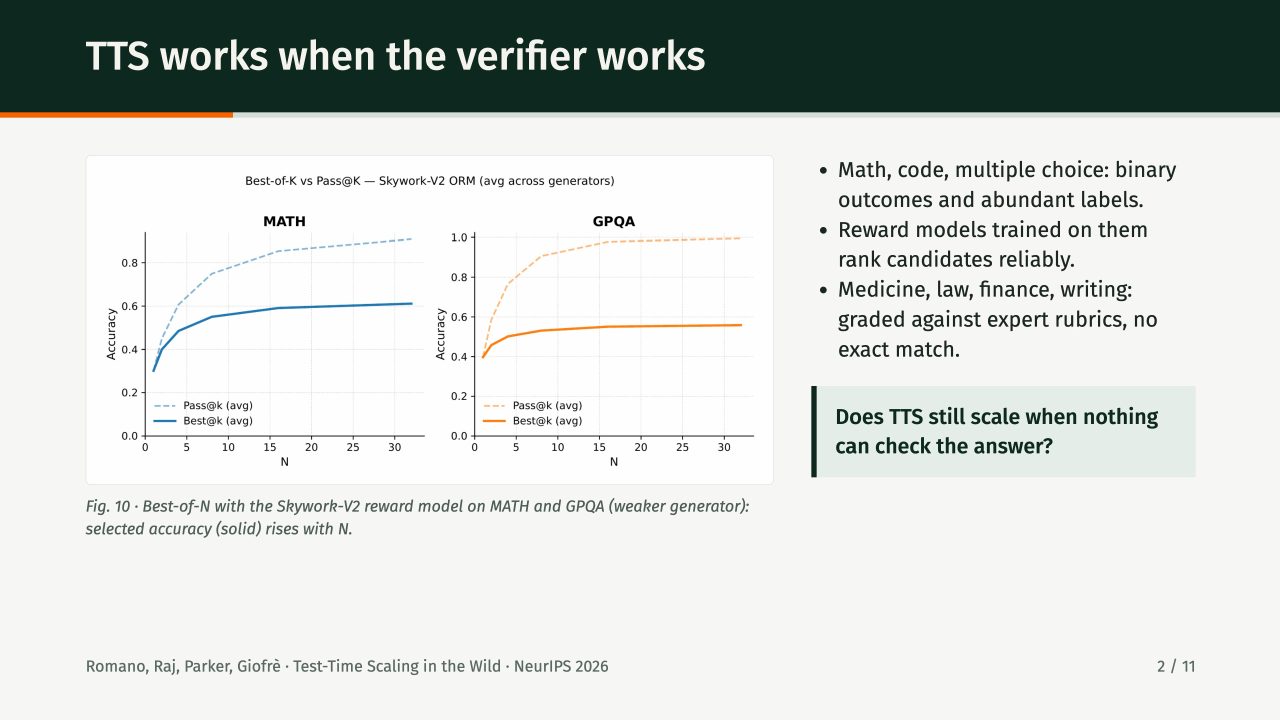 TTS works when the verifier works
Best-of-K vs Pass@K — Skywork-V2 ORM (avg across generators)
MATH
Accuracy
0.8
0.6
0.4
0.2
0.0
Pass@k (avg)
Best@k (avg)
0 5 10 15 20 25 30
N
GPQA
Accuracy
1.0
0.8
0.6
0.4
0.2
0.0
Pass@k (avg)
Best@k (avg)
0 5 10 15 20 25 30
N
Fig. 10 · Best-of-N with the Skywork-V2 reward model on MATH and GPQA (weaker generator):
selected accuracy (solid) rises with N.
• Math, code, multiple choice: binary
outcomes and abundant labels.
• Reward models trained on them
rank candidates reliably.
• Medicine, law, finance, writing:
graded against expert rubrics, no
exact match.
Does TTS still scale when nothing
can check the answer?
Romano, Raj, Parker, Giofrè · Test-Time Scaling in the Wild · NeurIPS 2026
2 / 11